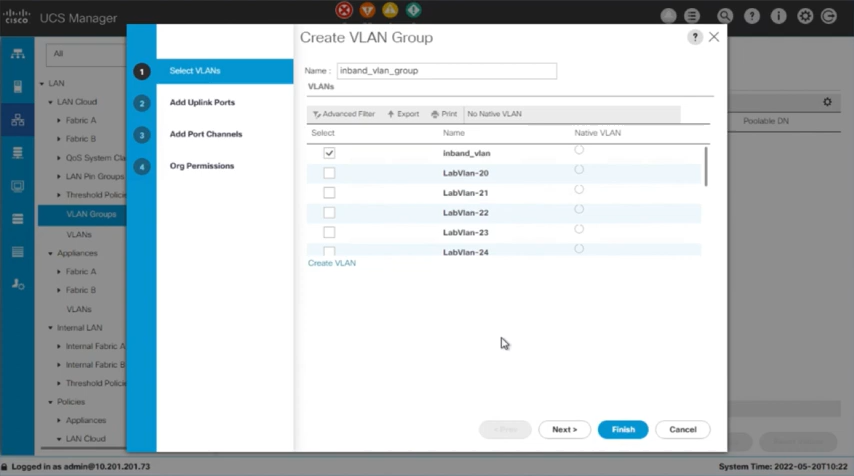 CISCO
UCS Manager
All
LAN
LAN Cloud
Fabric A
Fabric B
QoS System Cla
LAN Pin Groups
Threshold Policie
VLAN Groups
VLANs
Appliances
Fabric A
Fabric B
VLANs
Internal LAN
Internal Fabric A
Internal Fabric B
Threshold Policie
Policies
Appliances
LAN Cloud
1 Select VLANs
2 Add Uplink Ports
3 Add Port Channels
4 Org Permissions
Create VLAN Group
?
Name : inband_vlan_group
VLANs
Advanced Filter Export Print No Native VLAN
Select Name Native VLAN
inband_vlan
LabVlan-20
LabVlan-21
LabVlan-22
LabVlan-23
LabVlan-24
Create VLAN
< Prev Next > Finish Cancel
Poolable DN
Logged in as admin@10.201.201.73
System Time: 2022-05-20T10:22